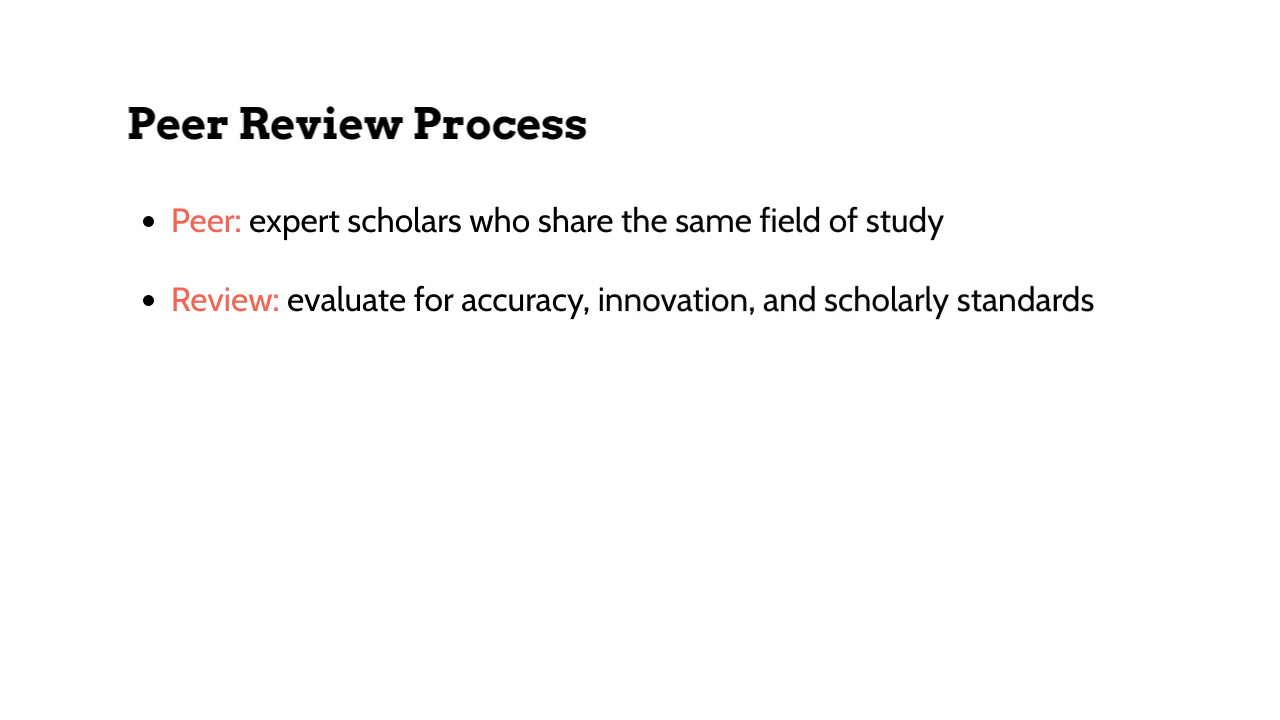 Peer Review Process
• Peer: expert scholars who share the same field of study
• Review: evaluate for accuracy, innovation, and scholarly standards